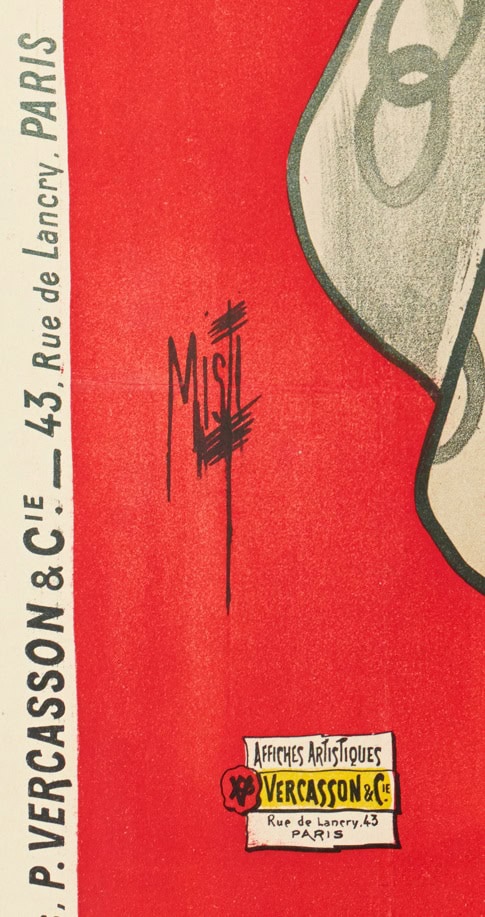 P. VERCASSON & CIE. — 43, Rue de Lancry. PARIS
MISTI
AFFICHES ARTISTIQUES
VERCASSON & CIE
Rue de Lancry, 43
PARIS